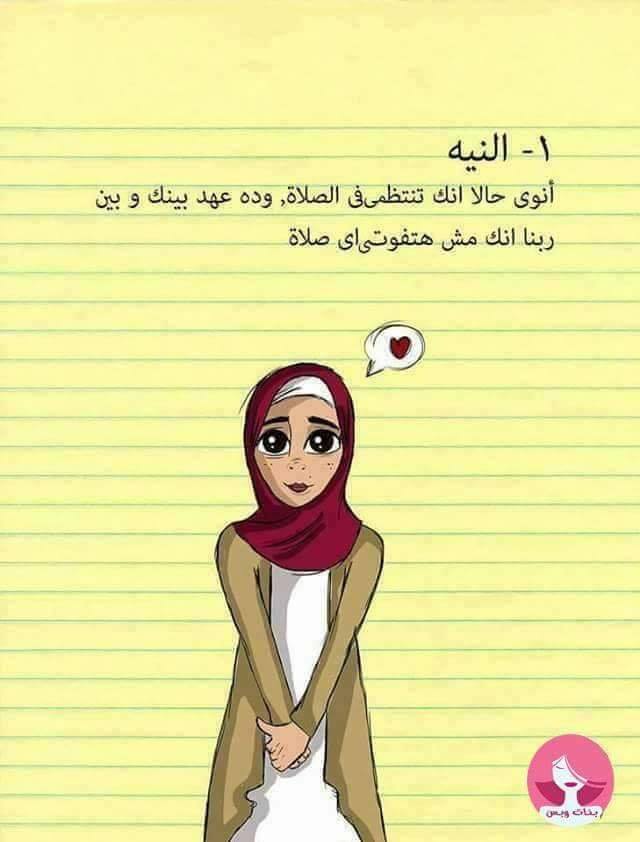 ١- النيه
أنوى حالا انك تنتظمى فى الصلاة, وده عهد بينك و بين
ربنا انك مش هتفوتى اى صلاة
بنات وبس